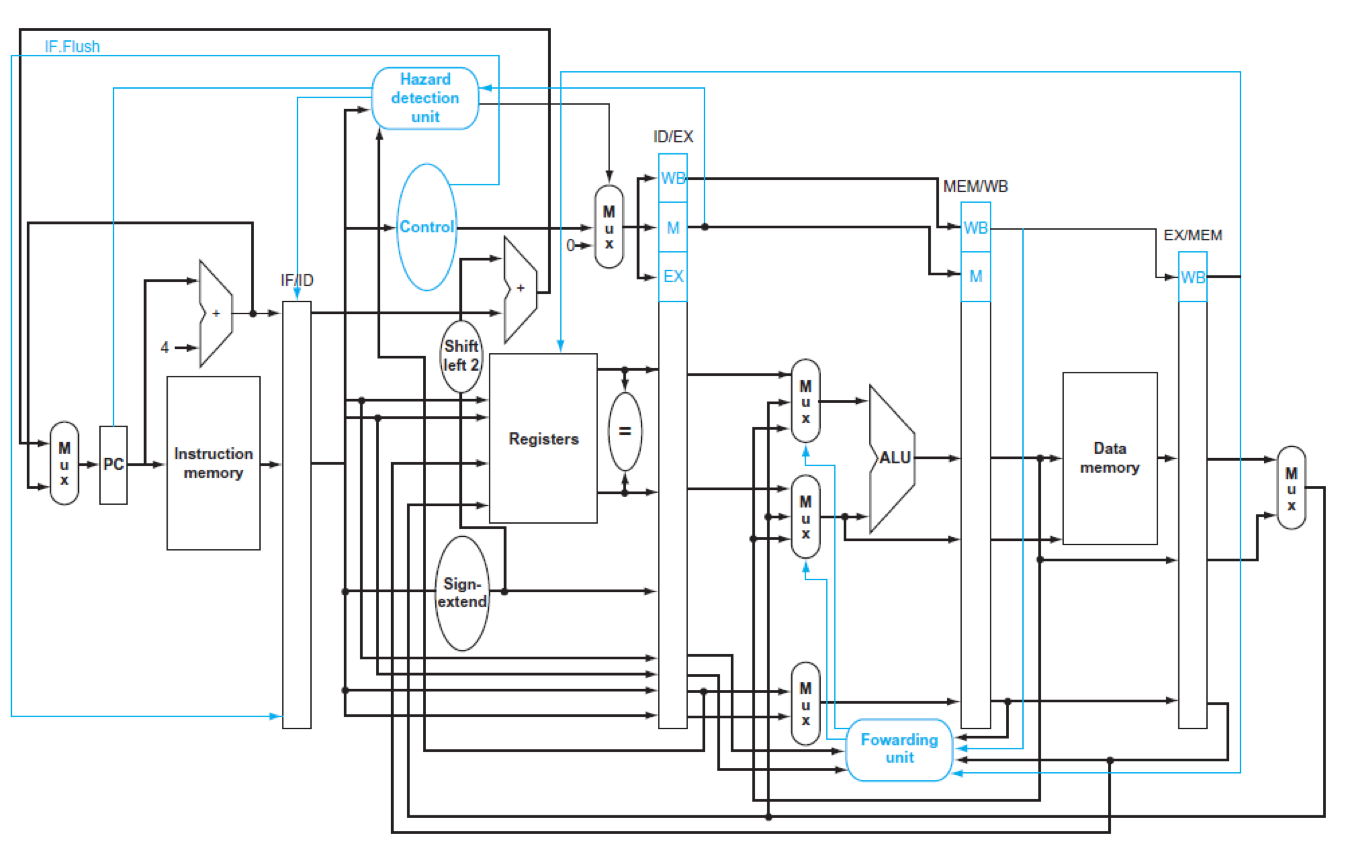 IF.Flush
Hazard
detection
unit
ID/EX
WB
MEM/WB
M
u
x
Control
M
WB
EX/MEM
0
EX
M
WB
IF/ID
+
+
4
Shift
left 2
M
u
x
Registers
=
M
u
x
PC
Instruction
memory
ALU
Data
memory
M
u
x
M
u
x
Sign-
extend
M
u
x
Fowarding
unit